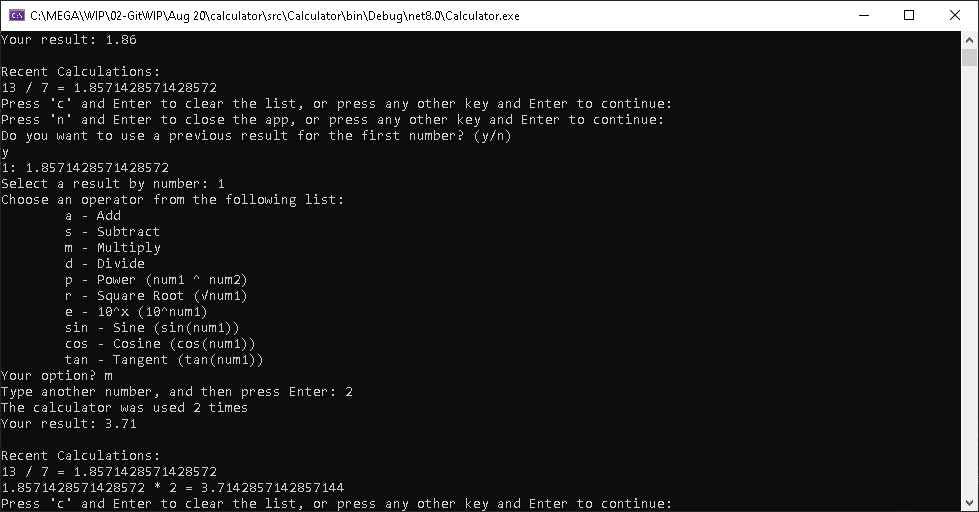 C:\MEGA\WIP\02-GitWIP\Aug 20\calculator\src\Calculator\bin\Debug\net8.0\Calculator.exe
Your result: 1.86
Recent Calculations:
13 / 7 = 1.8571428571428572
Press 'c' and Enter to clear the list, or press any other key and Enter to continue:
Press 'n' and Enter to close the app, or press any other key and Enter to continue:
Do you want to use a previous result for the first number? (y/n)
y
1: 1.8571428571428572
Select a result by number: 1
Choose an operator from the following list:
a - Add
s - Subtract
m - Multiply
d - Divide
p - Power (num1 ^ num2)
r - Square Root (√num1)
e - 10^x (10^num1)
sin - Sine (sin(num1))
cos - Cosine (cos(num1))
tan - Tangent (tan(num1))
Your option? m
Type another number, and then press Enter: 2
The calculator was used 2 times
Your result: 3.71
Recent Calculations:
13 / 7 = 1.8571428571428572
1.8571428571428572 * 2 = 3.7142857142857144
Press 'c' and Enter to clear the list, or press any other key and Enter to continue: